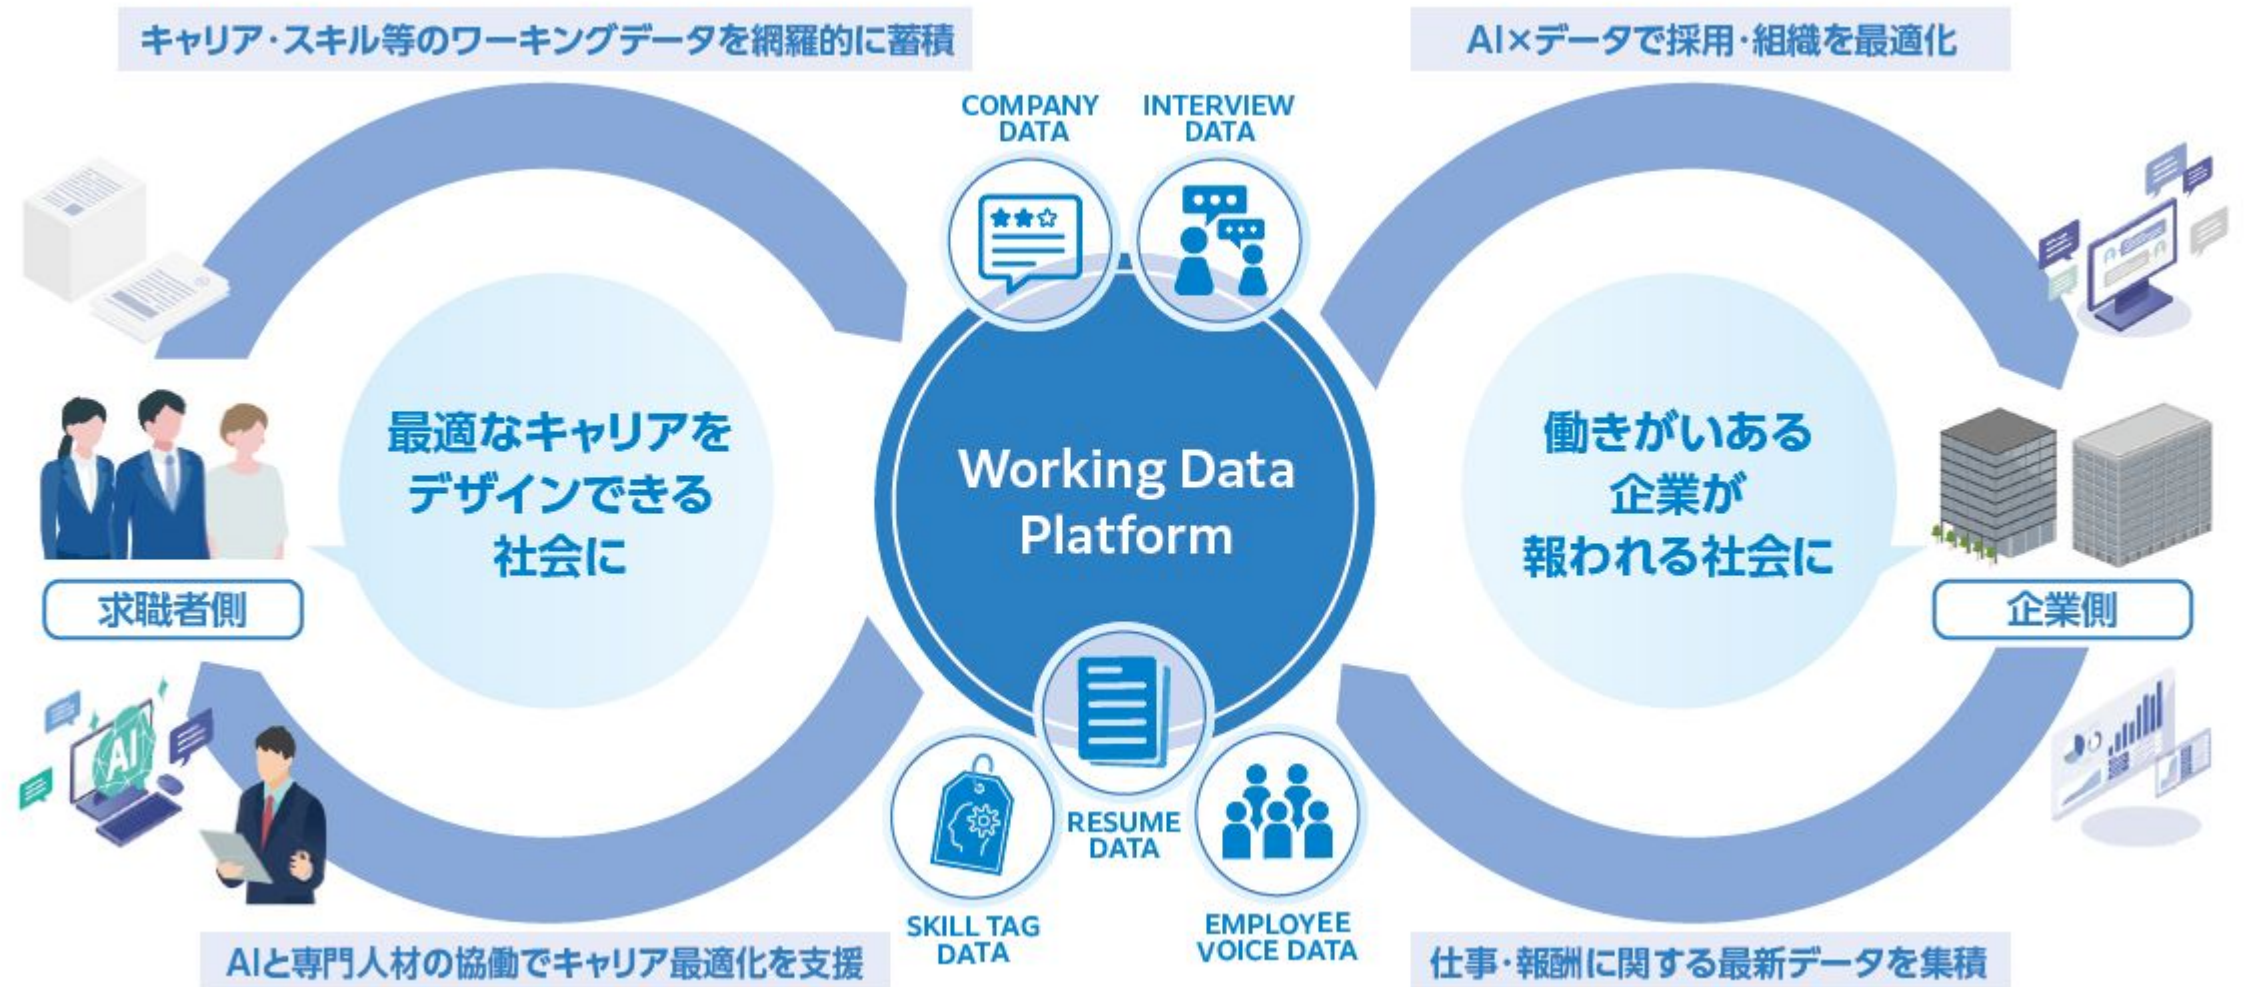 キャリア・スキル等のワーキングデータを網羅的に蓄積
AI×データで採用・組織を最適化
COMPANY
DATA
INTERVIEW
DATA
最適なキャリアを
デザインできる
社会に
Working Data
Platform
働きがいある
企業が
報われる社会に
求職者側
企業側
AI
RESUME
DATA
SKILL TAG
DATA
EMPLOYEE
VOICE DATA
AIと専門人材の協働でキャリア最適化を支援
仕事・報酬に関する最新データを集積